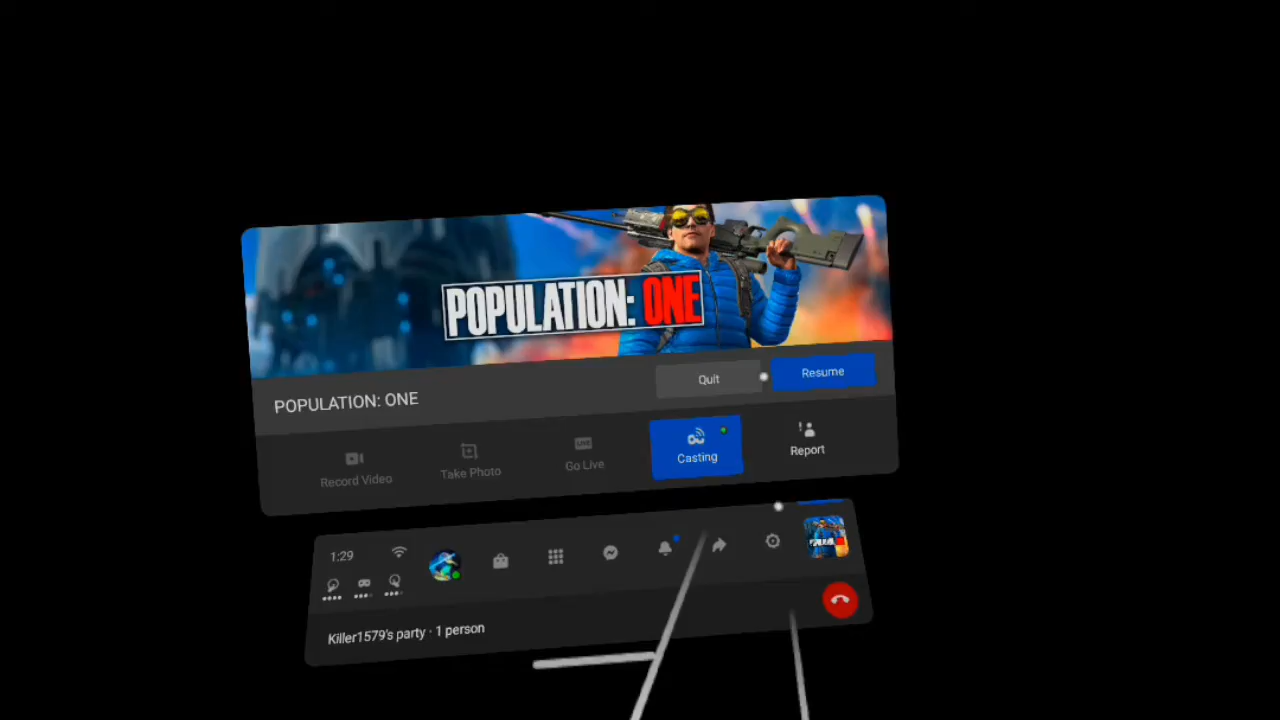 POPULATION: ONE
POPULATION: ONE
Quit
Resume
Record Video
Take Photo
LIVE
Go Live
Casting
Report
1:29
Killer1579's party · 1 person